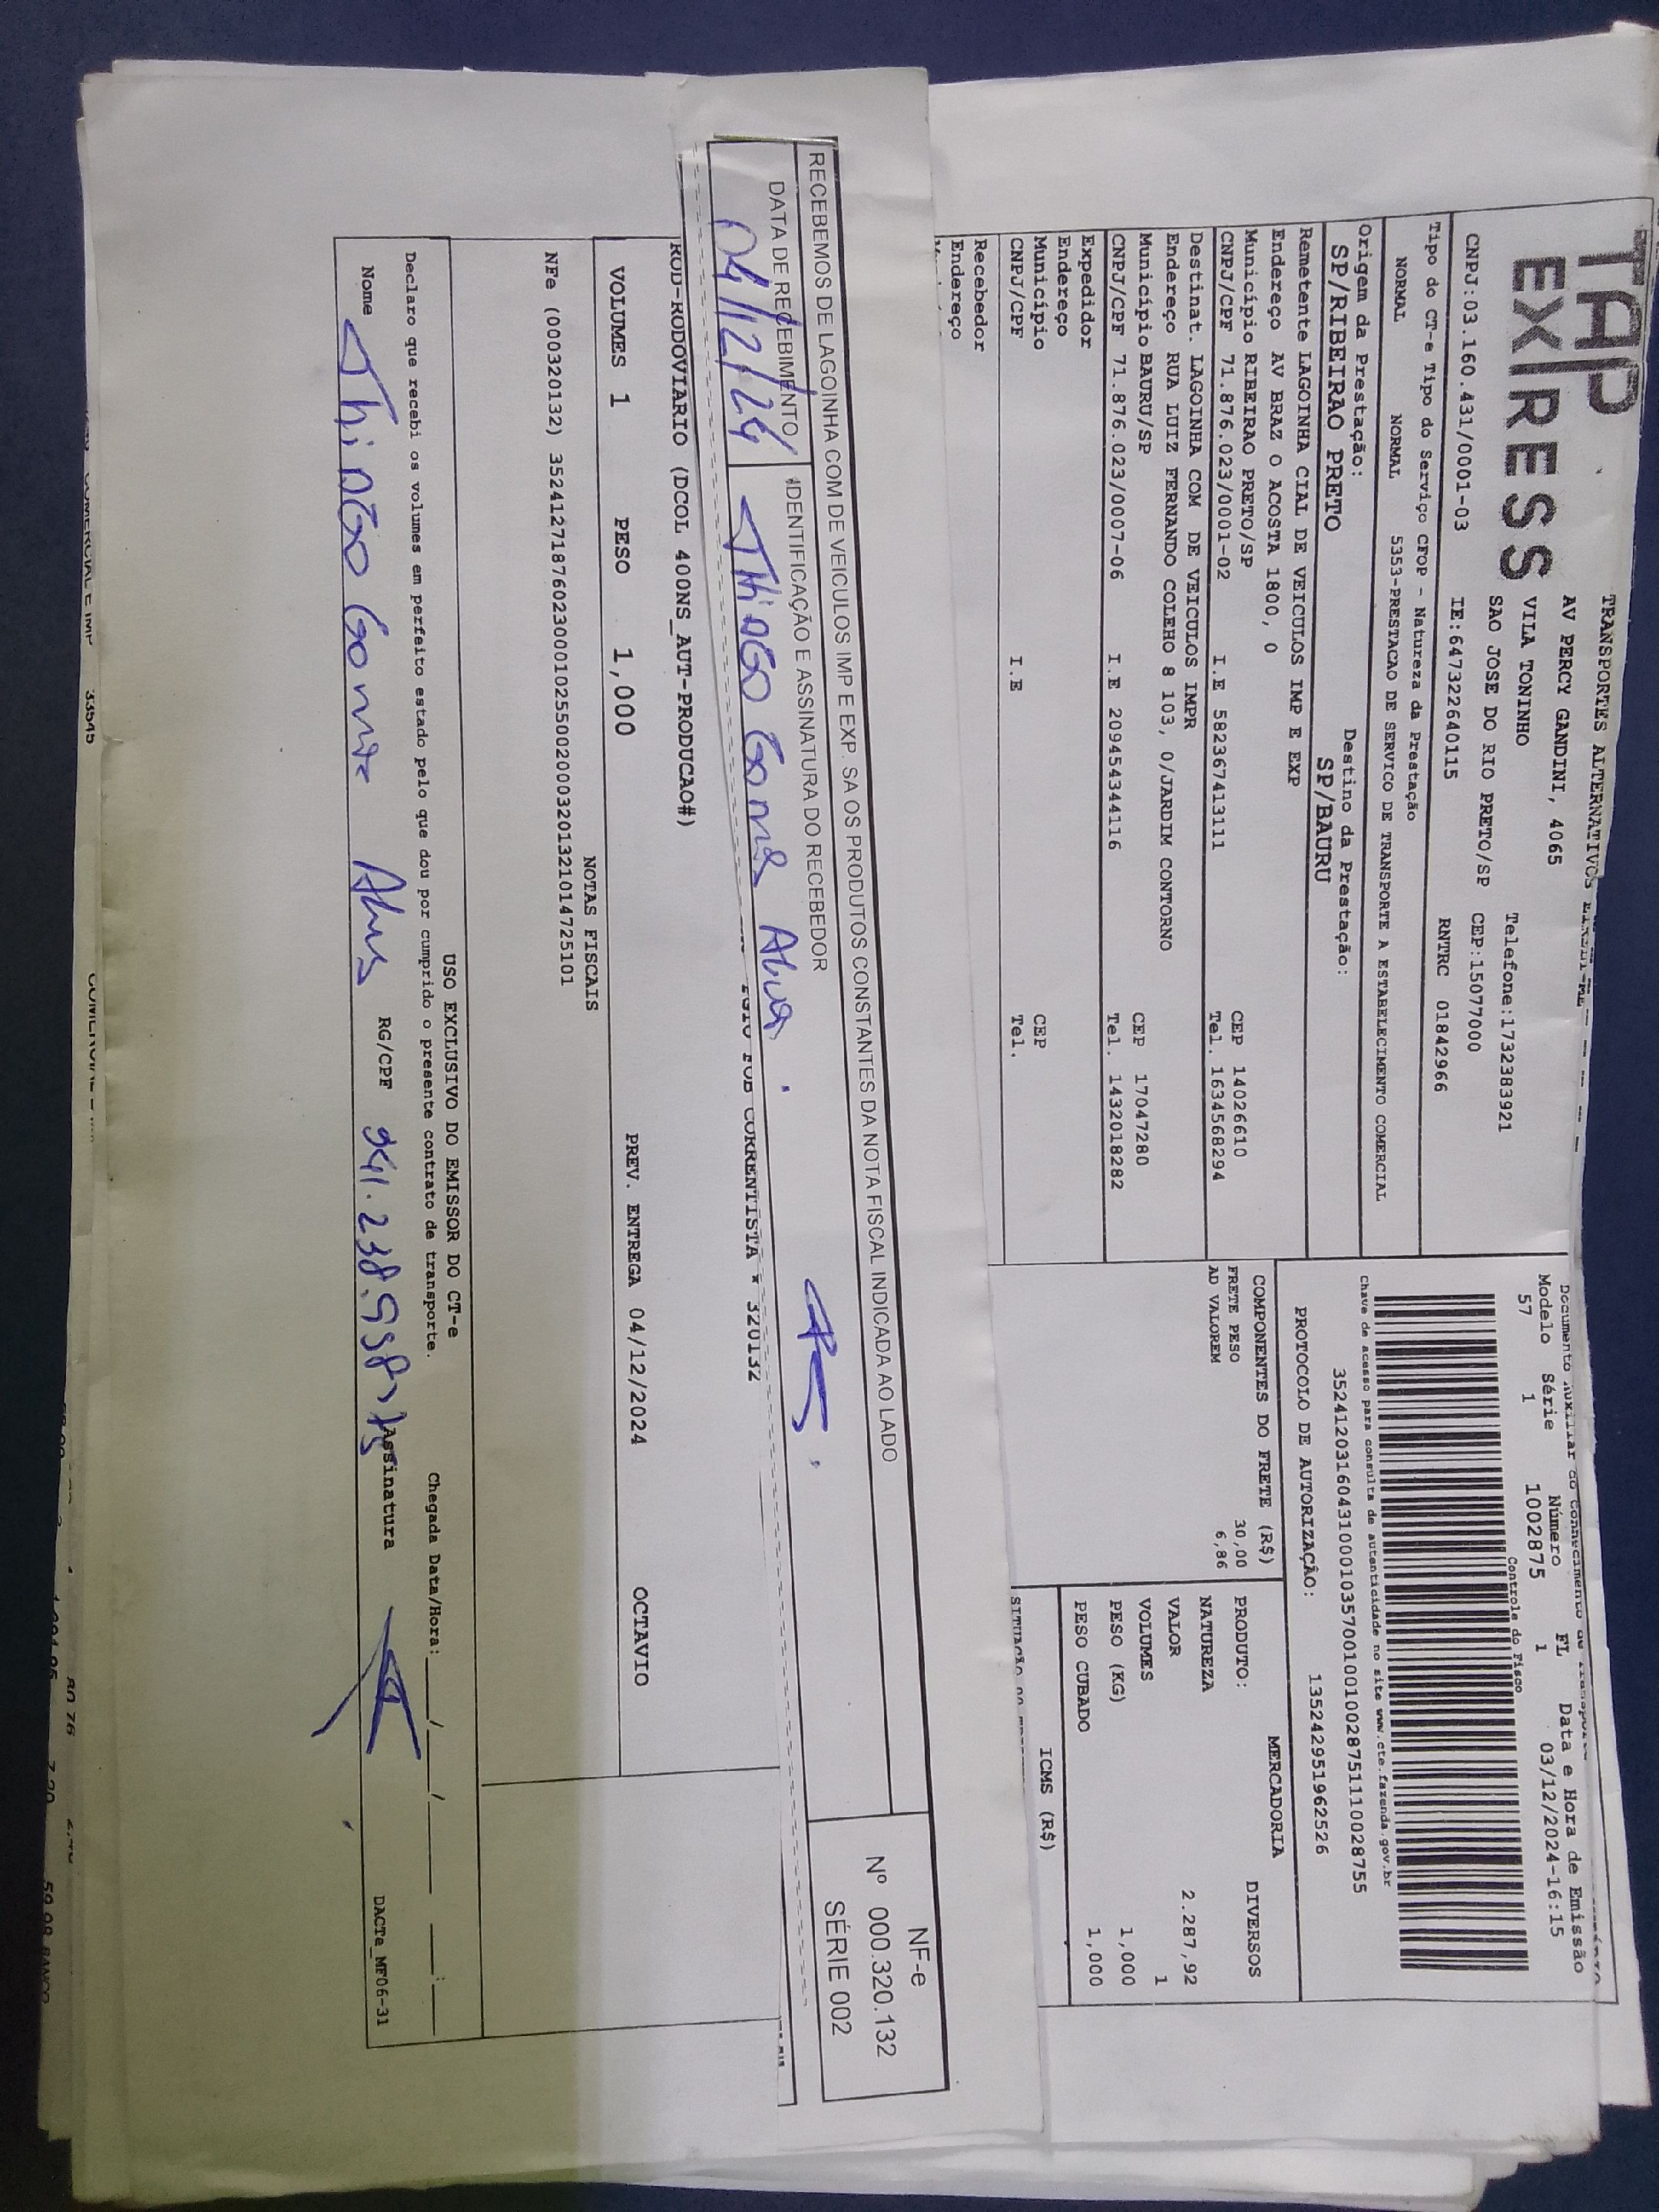 TAP
EXPRESS
TRANSPORTES ALTERNATIVOS
AV PERCY GANDINI, 4065
VILA TONINHO
SAO JOSE DO RIO PRETO/SP
Telefone:1732383921
CEP:15077000
CNPJ:03.160.431/0001-03 IE:647322640115 RNTRC 01842966
Tipo do CT-e Tipo do Serviço CFOP - Natureza da Prestação
NORMAL NORMAL 5353-PRESTACAO DE SERVICO DE TRANSPORTE A ESTABELECIMENTO COMERCIAL
Origem da Prestação: Destino da Prestação:
SP/RIBEIRAO PRETO SP/BAURU
Remetente LAGOINHA CIAL DE VEICULOS IMP E EXP
Endereço AV BRAZ O ACOSTA 1800, 0
Município RIBEIRAO PRETO/SP CEP 14026610
CNPJ/CPF 71.876.023/0001-02 I.E 582367413111 Tel. 1634568294
Destinat. LAGOINHA COM DE VEICULOS IMPR
Endereço RUA LUIZ FERNANDO COLEHO 8 103, 0/JARDIM CONTORNO
Município BAURU/SP CEP 17047280
CNPJ/CPF 71.876.023/0007-06 I.E 209454344116 Tel. 1432018282
Expedidor
Endereço
Município CEP
CNPJ/CPF I.E Tel.
Recebedor
Endereço
Documento Auxiliar do Conhecimento de Transporte
Modelo Série Número FL Data e Hora de Emissão
57 1 1002875 1 03/12/2024-16:15
Controle do Fisco
Chave de acesso para consulta de autenticidade no site www.cte.fazenda.gov.br
35241203160431000103570010010028751110028755
PROTOCOLO DE AUTORIZAÇÃO: 135242951962526
COMPONENTES DO FRETE (R$)
FRETE PESO 30,00
AD VALOREM 6,86
MERCADORIA
PRODUTO: DIVERSOS
NATUREZA
VALOR 2.287,92
VOLUMES 1
PESO (KG) 1,000
PESO CUBADO 1,000
ICMS (R$)
RECEBEMOS DE LAGOINHA COM DE VEICULOS IMP E EXP. SA OS PRODUTOS CONSTANTES DA NOTA FISCAL INDICADA AO LADO
DATA DE RECEBIMENTO IDENTIFICAÇÃO E ASSINATURA DO RECEBEDOR
04/12/24 Thiago Gomes Alves
NF-e
Nº 000.320.132
SÉRIE 002
FOB CORRENTISTA * 320132
ROD-RODOVIARIO (DCOL 400NS_AUT-PRODUCAO#)
VOLUMES 1 PESO 1,000 PREV. ENTREGA 04/12/2024 OCTAVIO
NOTAS FISCAIS
NFe (000320132) 35241271876023000102550020003201321014725101
USO EXCLUSIVO DO EMISSOR DO CT-e
Declaro que recebi os volumes em perfeito estado pelo que dou por cumprido o presente contrato de transporte. Chegada Data/Hora: ____/____/____ ____:____
Nome Thiago Gomes Alves RG/CPF Assinatura
DACTe_MF06-31
33545